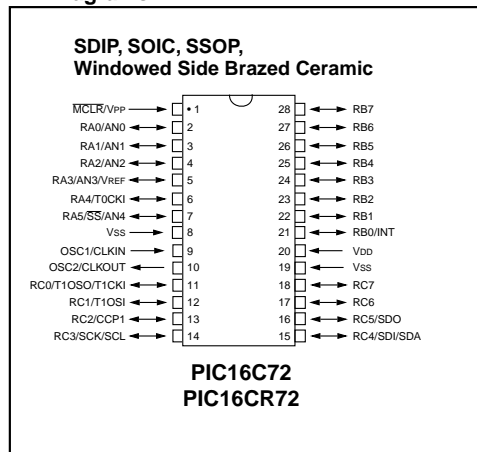 SDIP, SOIC, SSOP,
Windowed Side Brazed Ceramic
MCLR/VPP • 1 28 RB7
RA0/AN0 2 27 RB6
RA1/AN1 3 26 RB5
RA2/AN2 4 25 RB4
RA3/AN3/VREF 5 24 RB3
RA4/T0CKI 6 23 RB2
RA5/SS/AN4 7 22 RB1
VSS 8 21 RB0/INT
OSC1/CLKIN 9 20 VDD
OSC2/CLKOUT 10 19 VSS
RC0/T1OSO/T1CKI 11 18 RC7
RC1/T1OSI 12 17 RC6
RC2/CCP1 13 16 RC5/SDO
RC3/SCK/SCL 14 15 RC4/SDI/SDA
PIC16C72
PIC16CR72